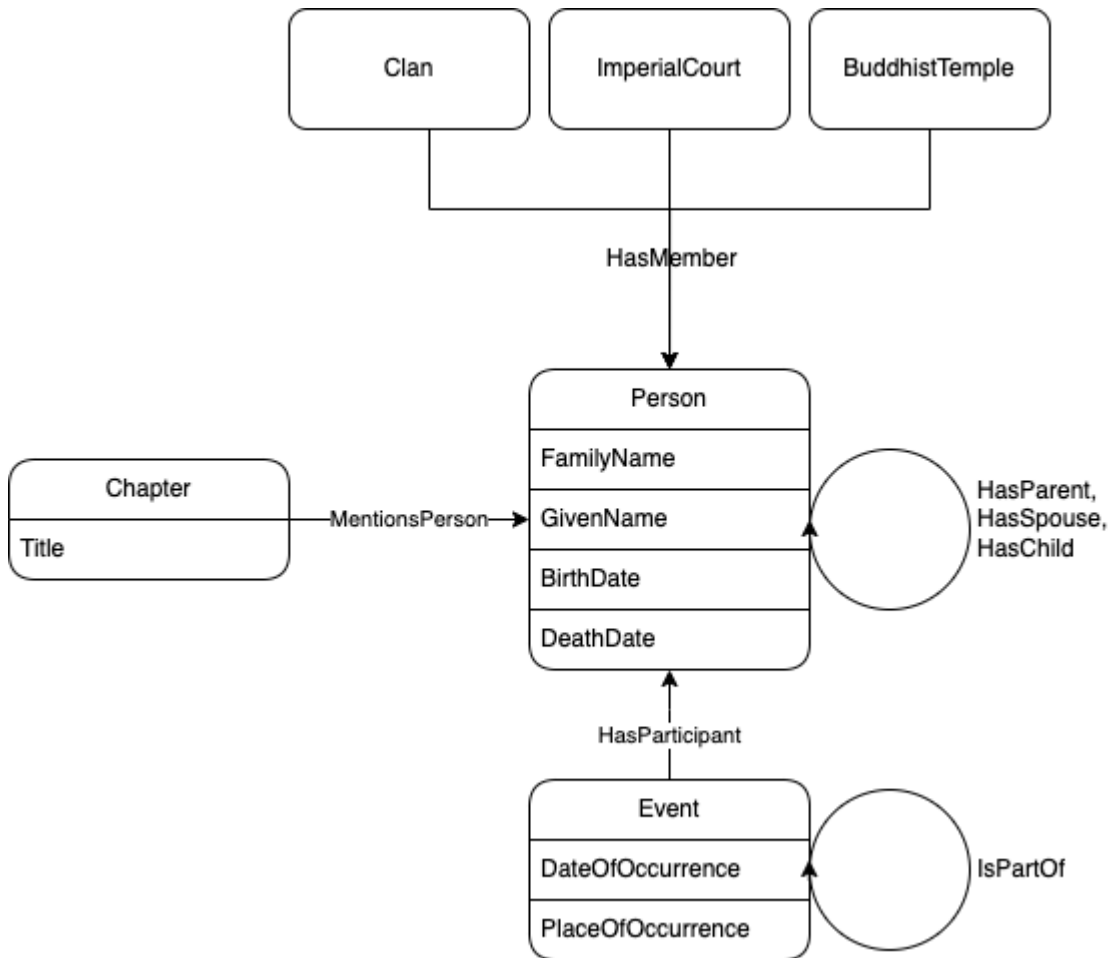 Clan
ImperialCourt
BuddhistTemple
HasMember
Person
FamilyName
GivenName
BirthDate
DeathDate
HasParent,
HasSpouse,
HasChild
Chapter
Title
MentionsPerson
HasParticipant
Event
DateOfOccurrence
PlaceOfOccurrence
IsPartOf